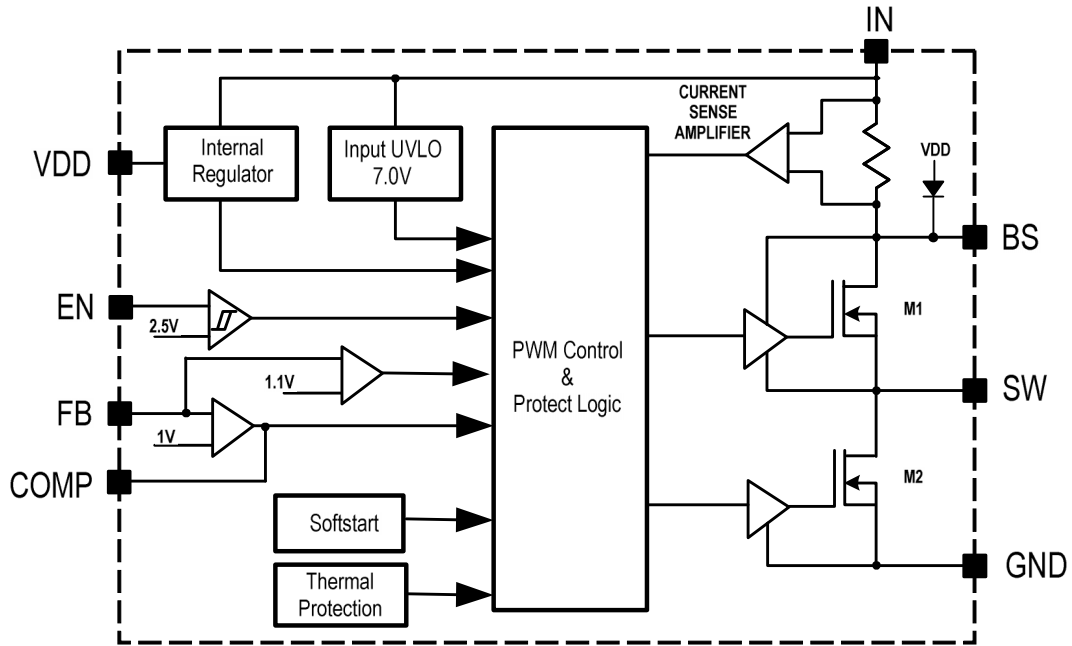 IN
CURRENT
SENSE
AMPLIFIER
VDD
Internal
Regulator
Input UVLO
7.0V
VDD
BS
EN
2.5V
M1
PWM Control
&
Protect Logic
1.1V
SW
FB
1V
COMP
M2
Softstart
GND
Thermal
Protection